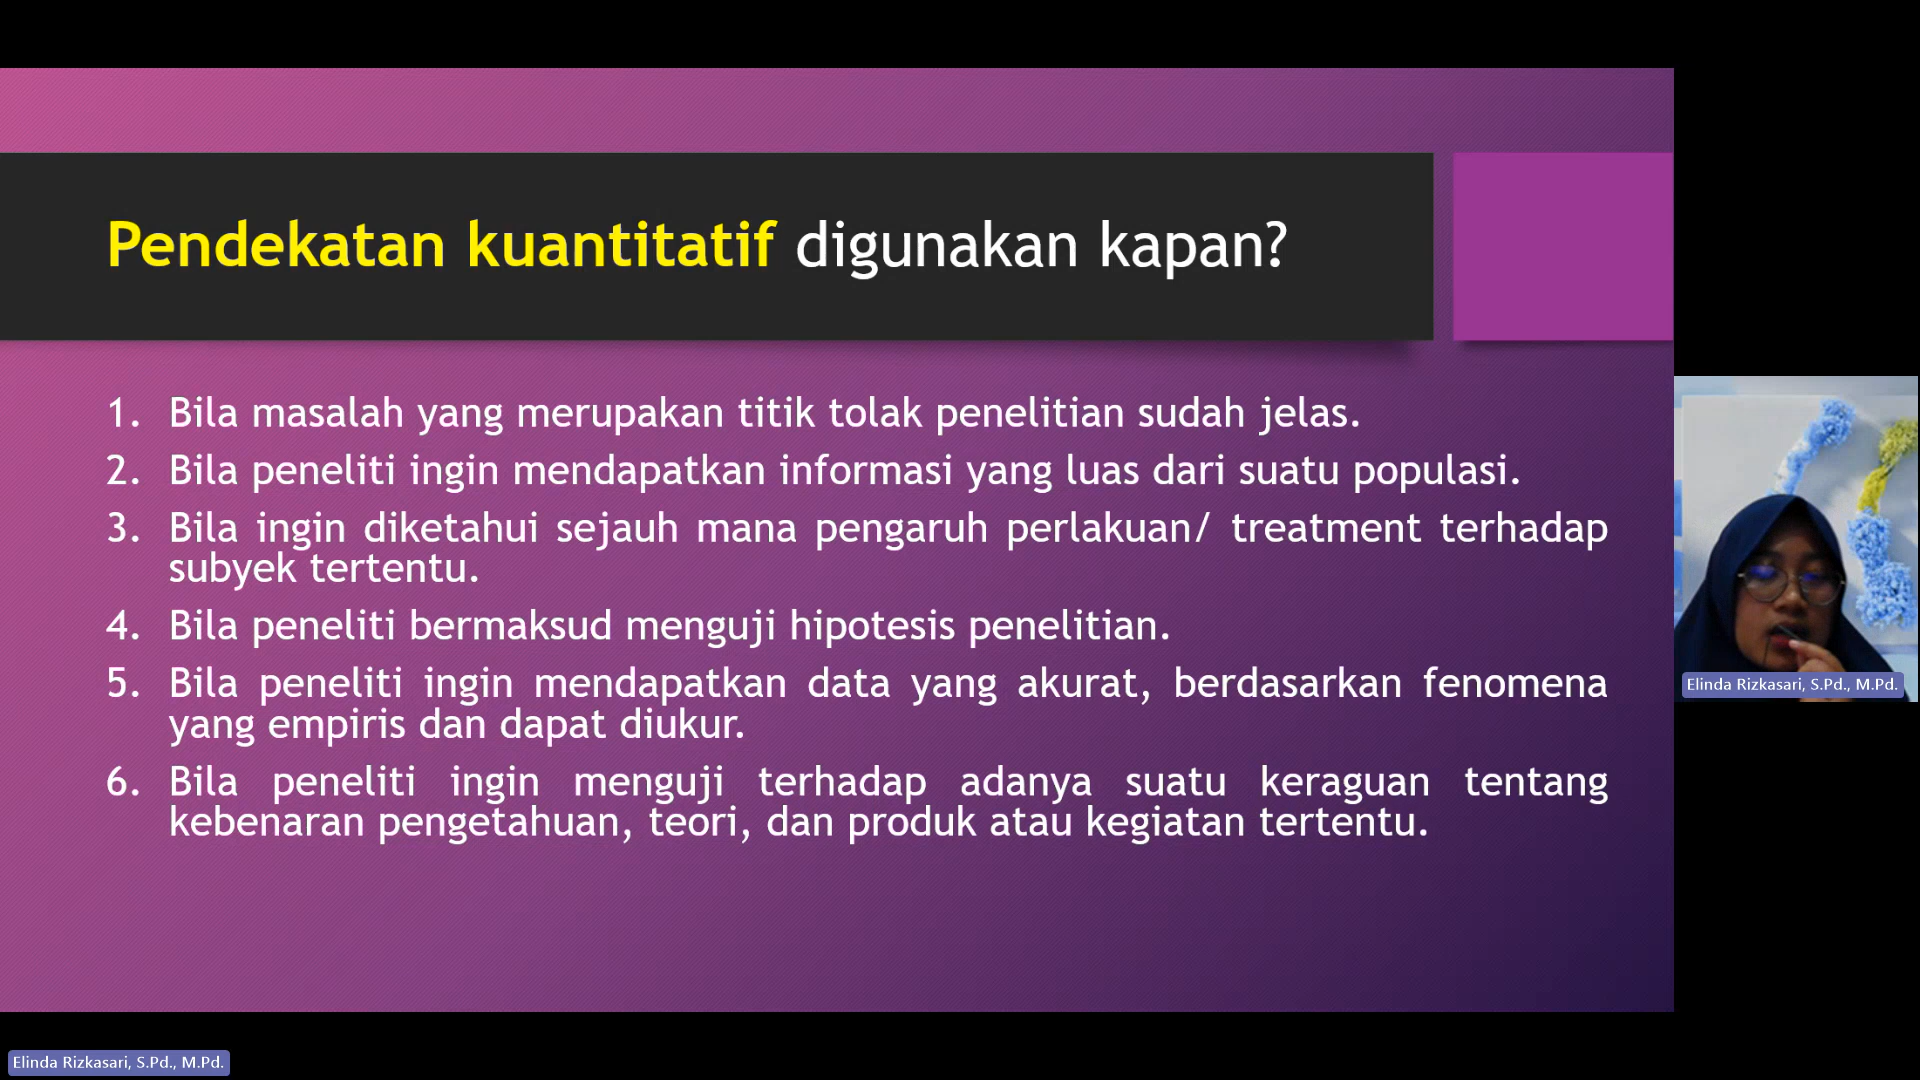 Pendekatan kuantitatif digunakan kapan?
1. Bila masalah yang merupakan titik tolak penelitian sudah jelas.
2. Bila peneliti ingin mendapatkan informasi yang luas dari suatu populasi.
3. Bila ingin diketahui sejauh mana pengaruh perlakuan/ treatment terhadap
subyek tertentu.
4. Bila peneliti bermaksud menguji hipotesis penelitian.
5. Bila peneliti ingin mendapatkan data yang akurat, berdasarkan fenomena
yang empiris dan dapat diukur.
6. Bila peneliti ingin menguji terhadap adanya suatu keraguan tentang
kebenaran pengetahuan, teori, dan produk atau kegiatan tertentu.
Elinda Rizkasari, S.Pd., M.Pd.
Elinda Rizkasari, S.Pd., M.Pd.